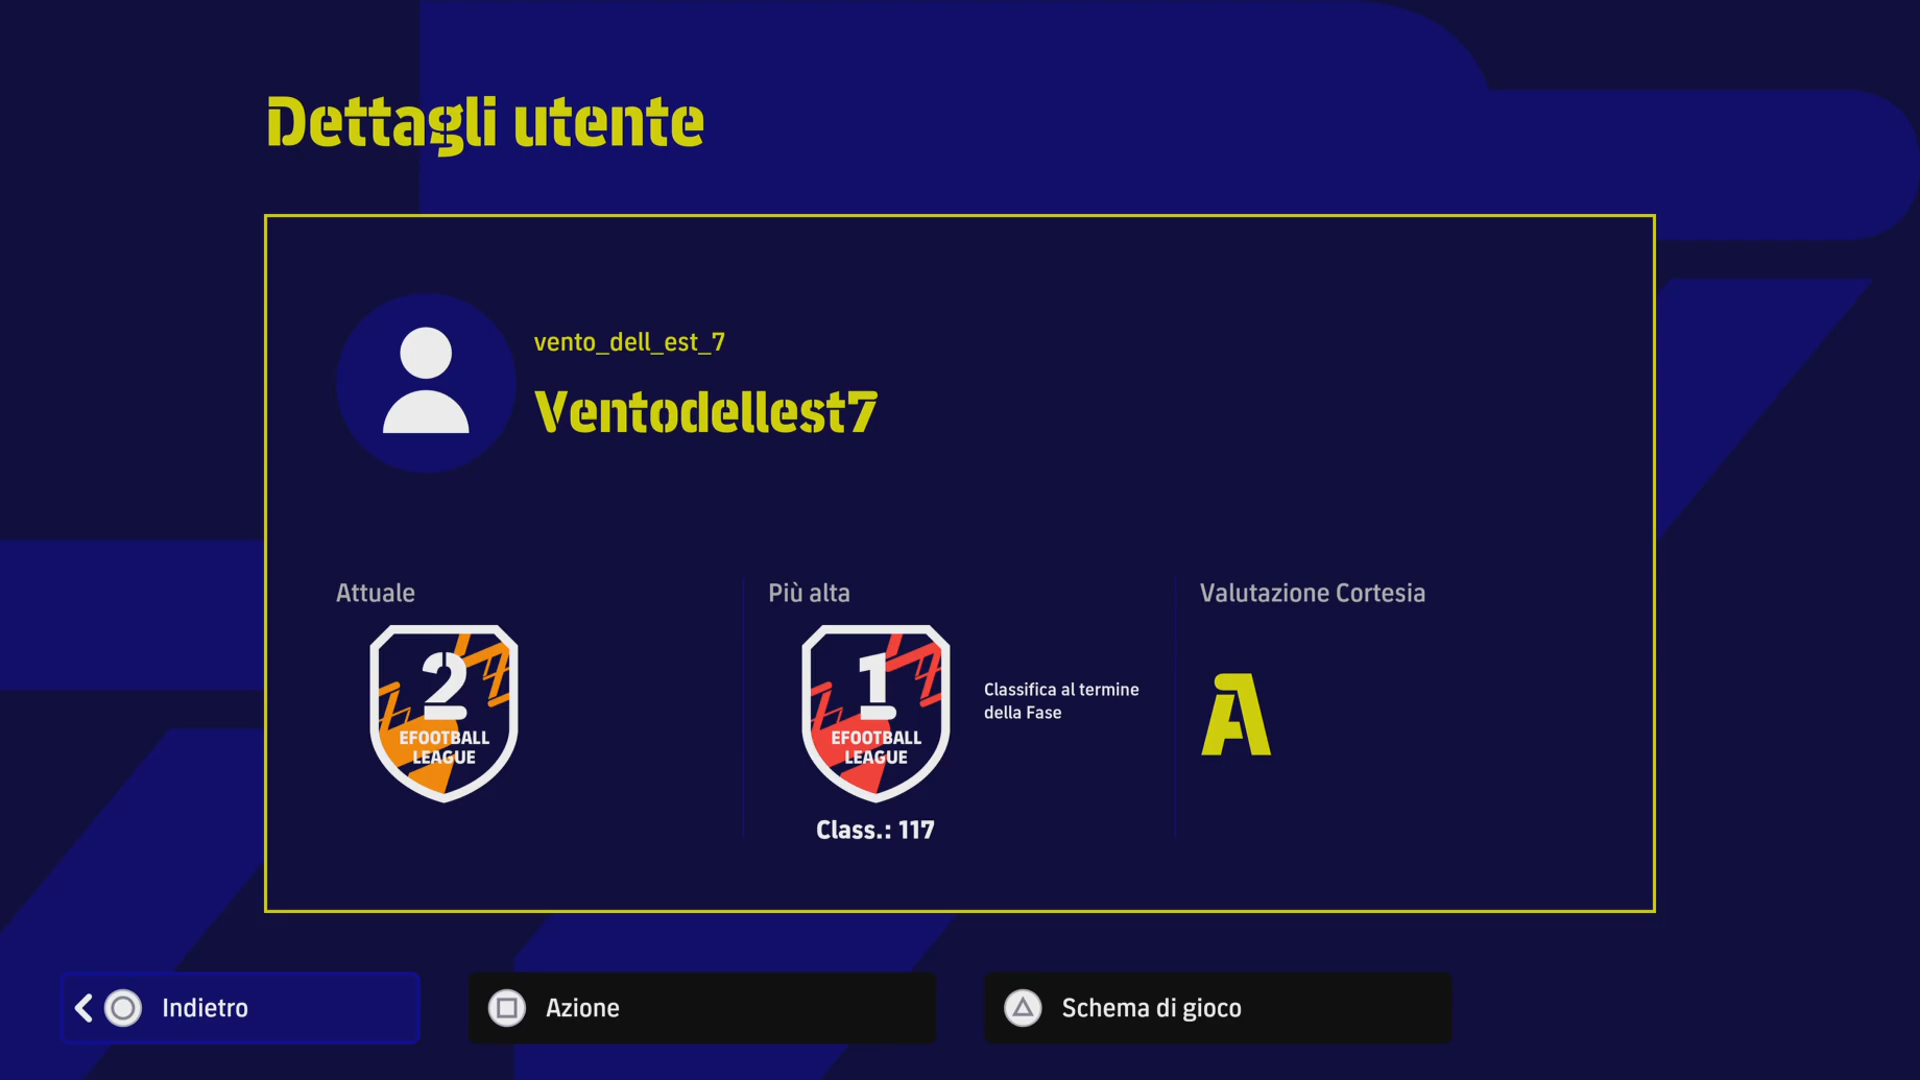 Dettagli utente
vento_dell_est_7
Ventodellest7
Attuale
2
EFOOTBALL
LEAGUE
Più alta
1
EFOOTBALL
LEAGUE
Class.: 117
Classifica al termine
della Fase
Valutazione Cortesia
A
Indietro
Azione
Schema di gioco